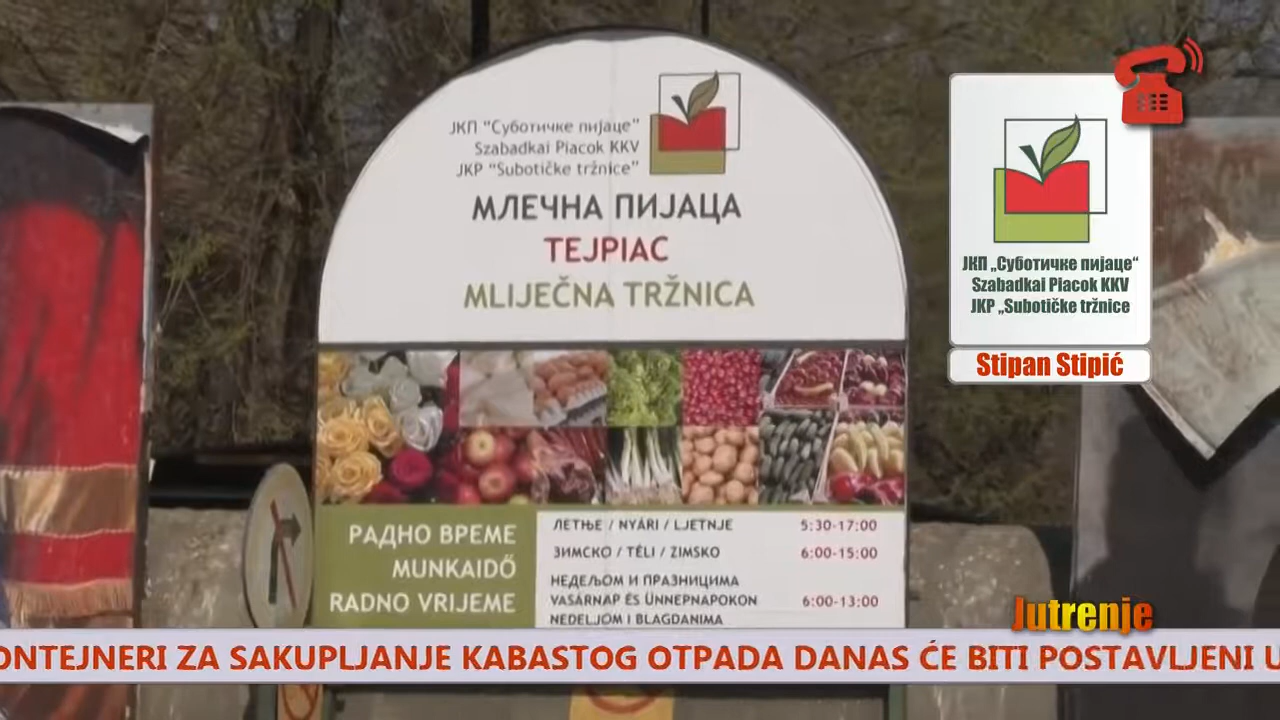 ЈКП "Суботичке пијаце"
Szabadkai Piacok KKV
JKP "Subotičke tržnice"
МЛЕЧНА ПИЈАЦА
TEJPIAC
MLIJEČNA TRŽNICA
РАДНО ВРЕМЕ
MUNKAIDŐ
RADNO VRIJEME
ЛЕТЊЕ / NYÁRI / LJETNJE 5:30-17:00
ЗИМСКО / TÉLI / ZIMSKO 6:00-15:00
НЕДЕЉОМ И ПРАЗНИЦИМА
VASÁRNAP ÉS ÜNNEPNAPOKON 6:00-13:00
NEDELJOM I BLAGDANIMA
ЈКП „Суботичке пијаце“
Szabadkai Piacok KKV
JKP „Subotičke tržnice
Stipan Stipić
Jutrenje
ONTEJNERI ZA SAKUPLJANJE KABASTOG OTPADA DANAS ĆE BITI POSTAVLJENI U